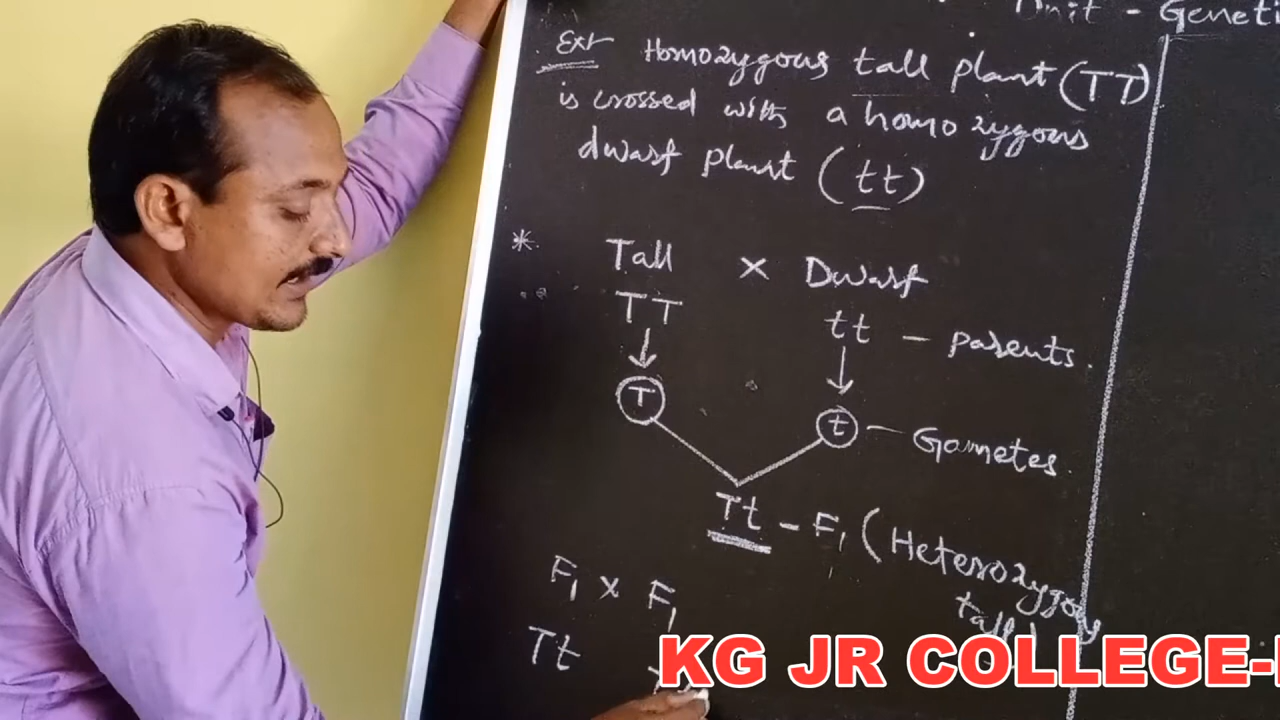 Unit - Geneti
Ex:- Homozygous tall plant (TT)
is crossed with a homozygous
dwarf plant (tt)
* Tall × Dwarf
TT tt - parents.
T t - Gametes
Tt - F1 (Heterozygous
tall)
F1 × F1
Tt
KG JR COLLEGE-